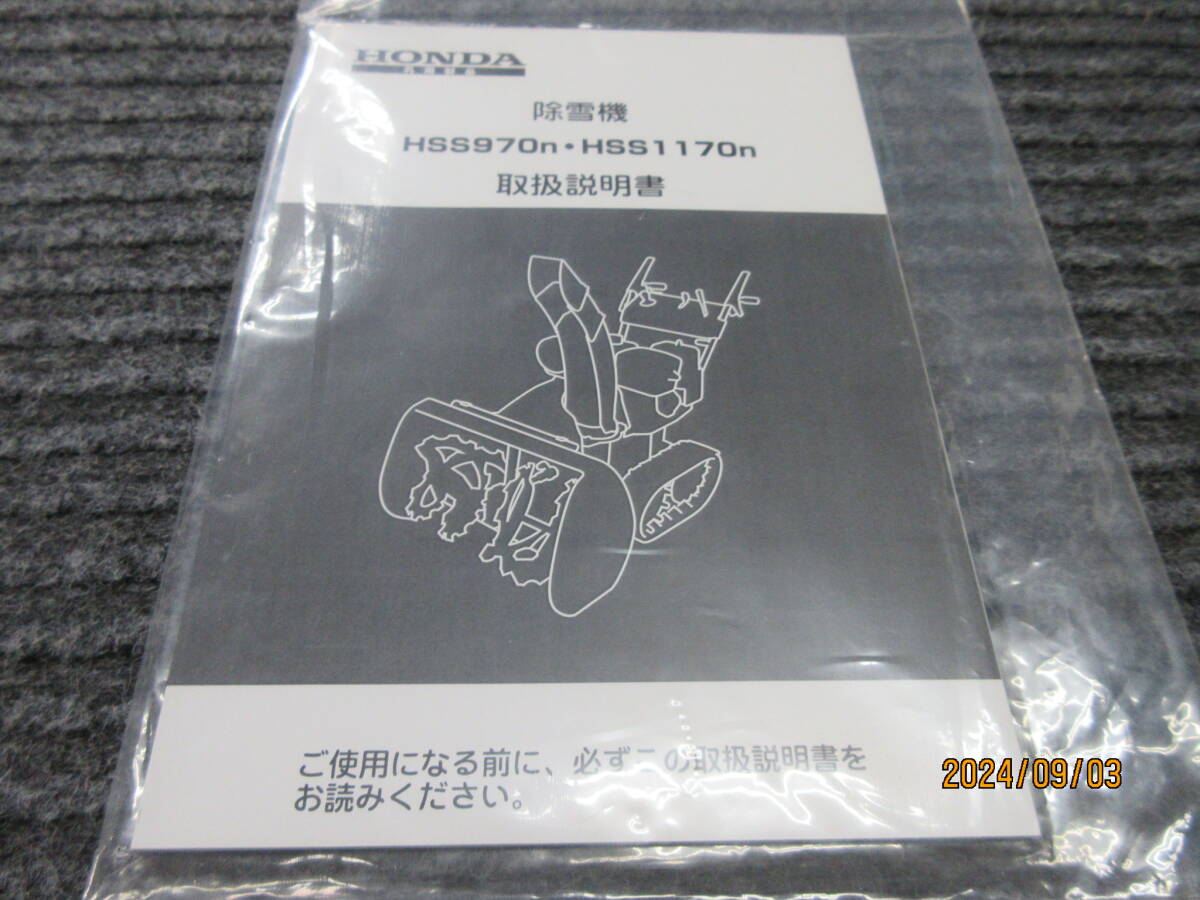 HONDA
除雪機
HSS970n・HSS1170n
取扱説明書
ご使用になる前に、必ずこの取扱説明書を
お読みください。
2024/09/03